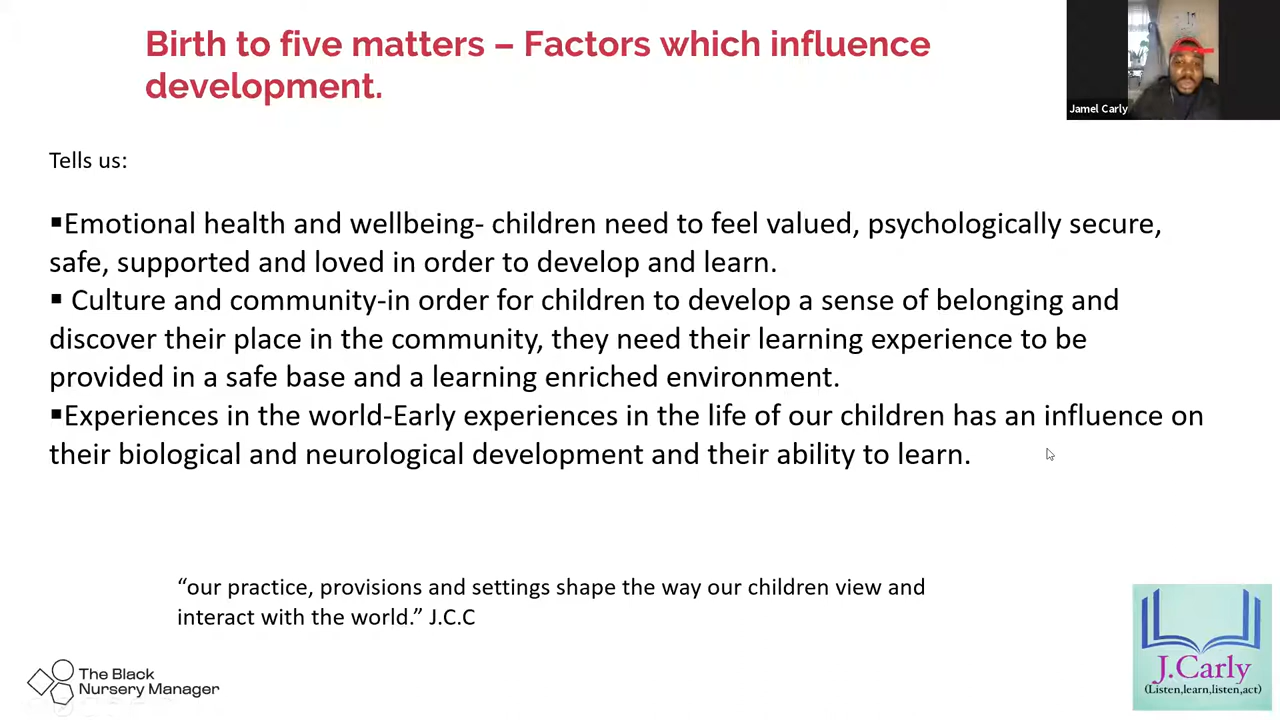 Birth to five matters – Factors which influence
development.
Jamel Carly
Tells us:
▪Emotional health and wellbeing- children need to feel valued, psychologically secure,
safe, supported and loved in order to develop and learn.
▪ Culture and community-in order for children to develop a sense of belonging and
discover their place in the community, they need their learning experience to be
provided in a safe base and a learning enriched environment.
▪Experiences in the world-Early experiences in the life of our children has an influence on
their biological and neurological development and their ability to learn.
“our practice, provisions and settings shape the way our children view and
interact with the world.” J.C.C
The Black
Nursery Manager
J.Carly
(Listen,learn,listen,act)